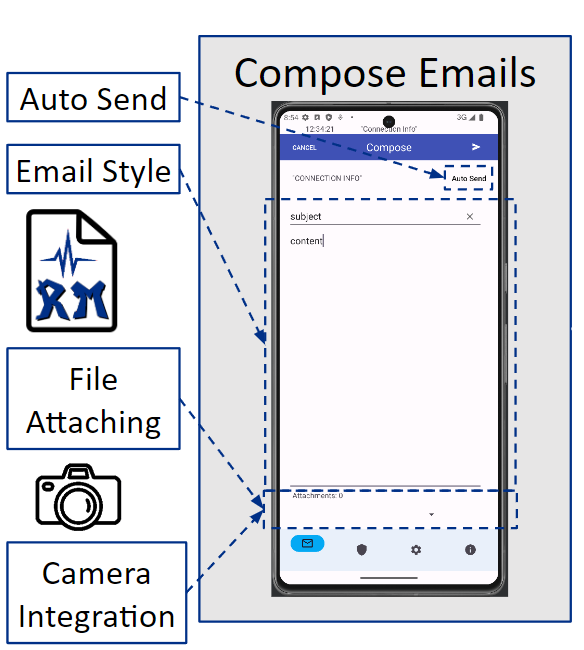 Compose Emails
Auto Send
Email Style
RM
File
Attaching
Camera
Integration
8:54
3G
12:34:21 "Connection Info"
CANCEL Compose
"CONNECTION INFO" Auto Send
subject
content
Attachments: 0